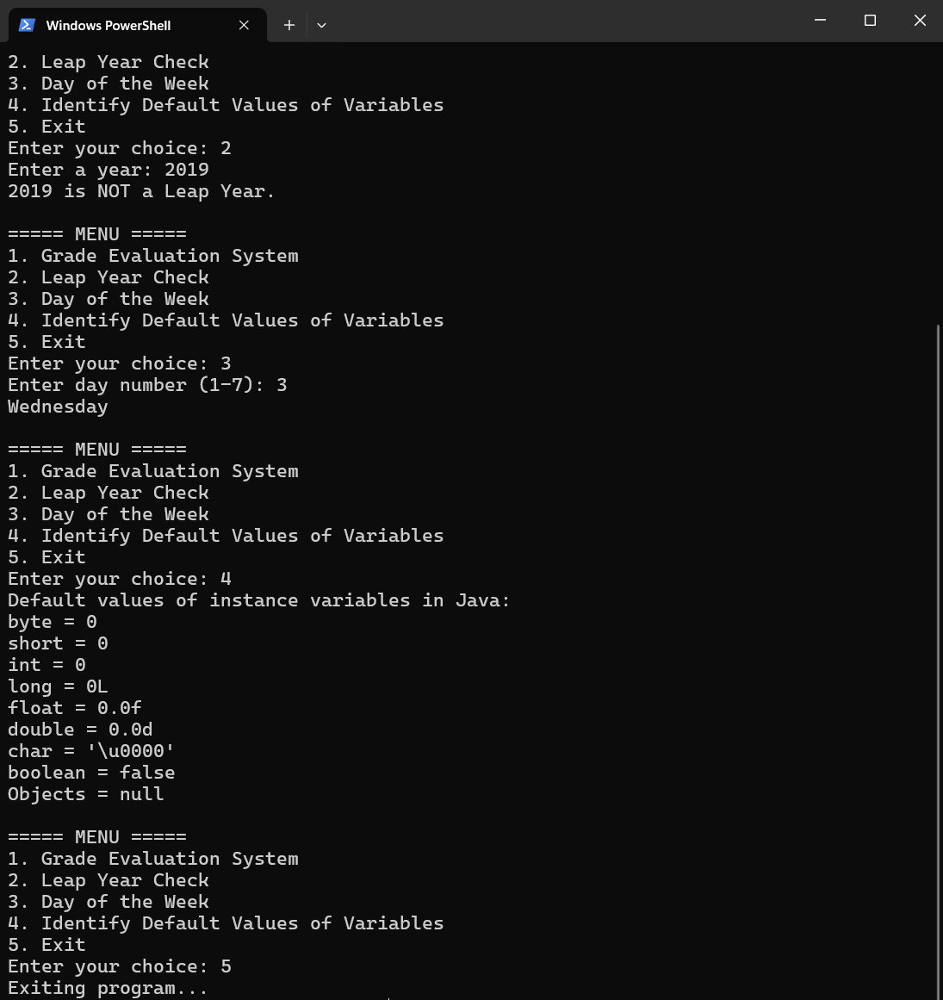 Windows PowerShell
2. Leap Year Check
3. Day of the Week
4. Identify Default Values of Variables
5. Exit
Enter your choice: 2
Enter a year: 2019
2019 is NOT a Leap Year.
===== MENU =====
1. Grade Evaluation System
2. Leap Year Check
3. Day of the Week
4. Identify Default Values of Variables
5. Exit
Enter your choice: 3
Enter day number (1-7): 3
Wednesday
===== MENU =====
1. Grade Evaluation System
2. Leap Year Check
3. Day of the Week
4. Identify Default Values of Variables
5. Exit
Enter your choice: 4
Default values of instance variables in Java:
byte = 0
short = 0
int = 0
long = 0L
float = 0.0f
double = 0.0d
char = '\u0000'
boolean = false
Objects = null
===== MENU =====
1. Grade Evaluation System
2. Leap Year Check
3. Day of the Week
4. Identify Default Values of Variables
5. Exit
Enter your choice: 5
Exiting program...